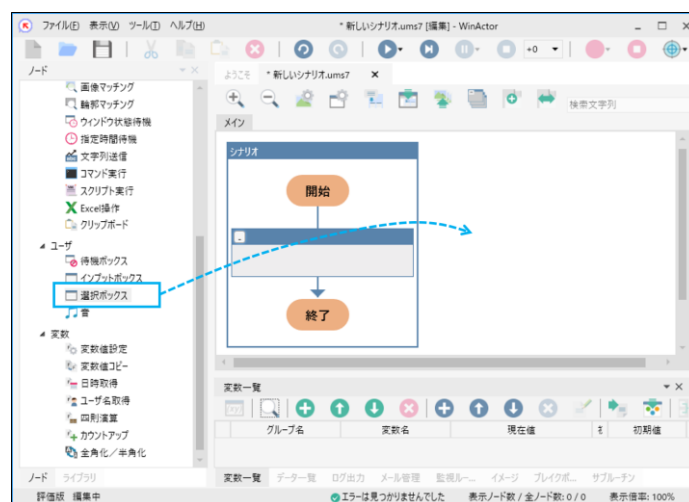 ファイル(F) 表示(V) ツール(T) ヘルプ(H)
* 新しいシナリオ.ums7 [編集] - WinActor
+0
ノード
ようこそ
* 新しいシナリオ.ums7
検索文字列
メイン
画像マッチング
輪郭マッチング
ウィンドウ状態待機
指定時間待機
文字列送信
コマンド実行
スクリプト実行
Excel操作
クリップボード
ユーザ
待機ボックス
インプットボックス
選択ボックス
音
変数
変数値設定
変数値コピー
日時取得
ユーザ名取得
四則演算
カウントアップ
全角化／半角化
ノード ライブラリ
シナリオ
開始
終了
変数一覧
グループ名 変数名 現在値 初期値
変数一覧 データ一覧 ログ出力 メール管理 監視ルー... イメージ ブレイクポ... サブルーチン
評価版 編集中
エラーは見つかりませんでした 表示ノード数 / 全ノード数: 0 / 0 表示倍率: 100%